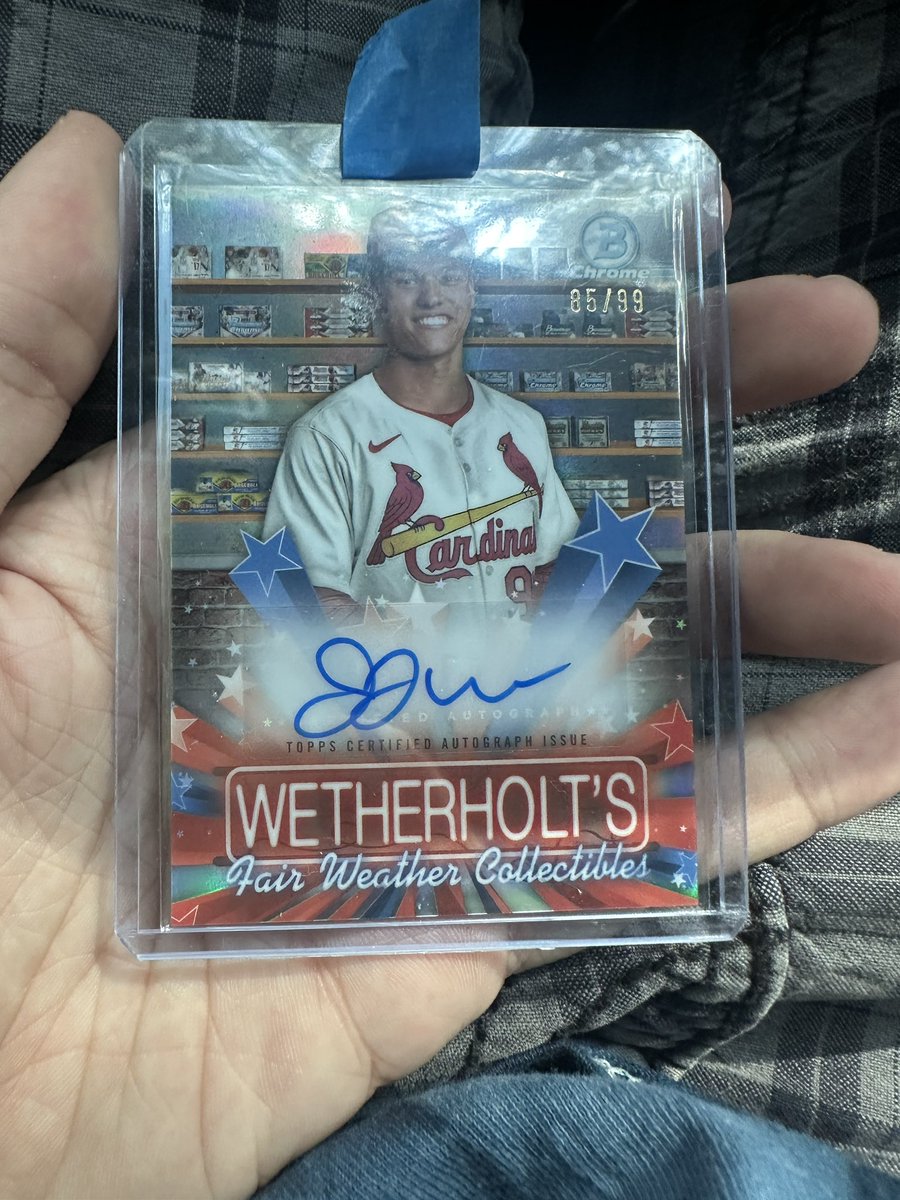 B
Chrome
85/99
Cardinals
TOPPS CERTIFIED AUTOGRAPH ISSUE
WETHERHOLT'S
Fair Weather Collectibles